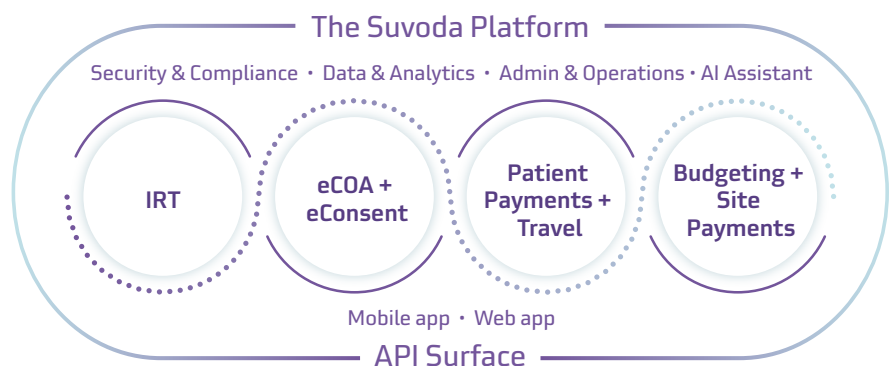 The Suvoda Platform
Security & Compliance • Data & Analytics • Admin & Operations • AI Assistant
IRT
eCOA +
eConsent
Patient
Payments +
Travel
Budgeting +
Site
Payments
Mobile app • Web app
API Surface